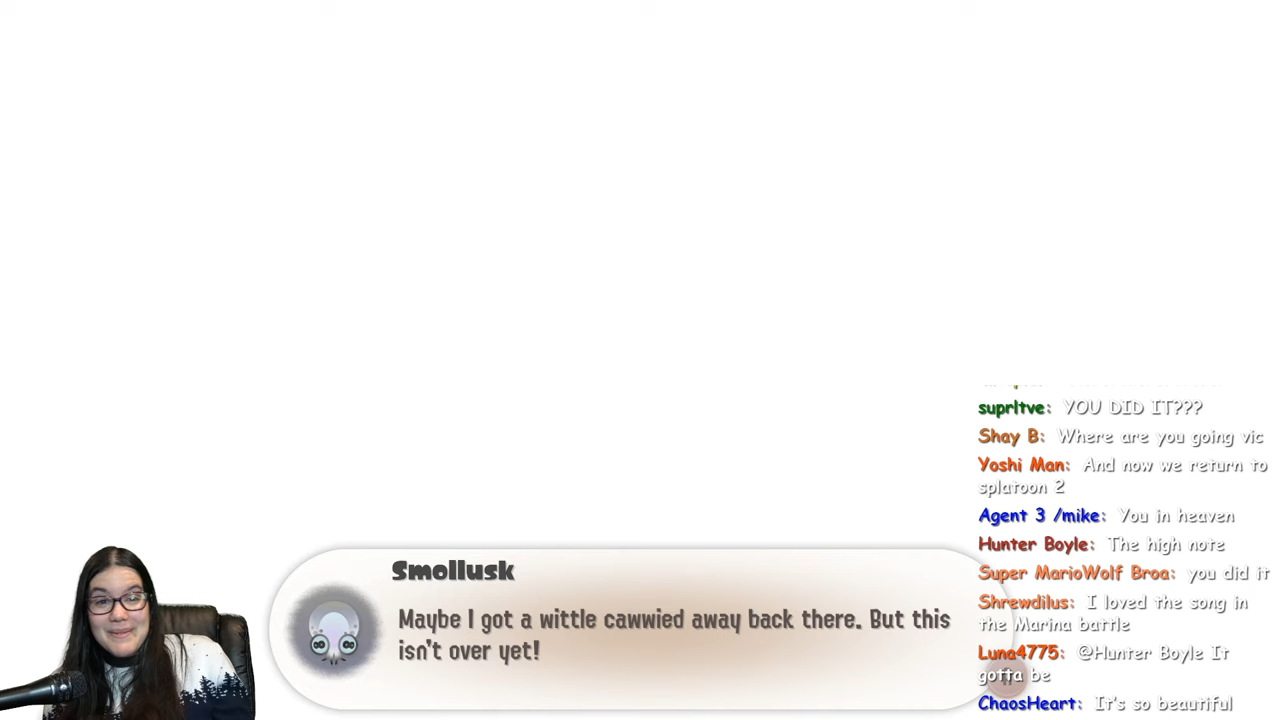 Smollusk
Maybe I got a wittle cawwied away back there. But this
isn't over yet!
suprltve: YOU DID IT???
Shay B: Where are you going vic
Yoshi Man: And now we return to
splatoon 2
Agent 3 /mike: You in heaven
Hunter Boyle: The high note
Super MarioWolf Broa: you did it
Shrewdilus: I loved the song in
the Marina battle
Luna4775: @Hunter Boyle It
gotta be
ChaosHeart: It's so beautiful